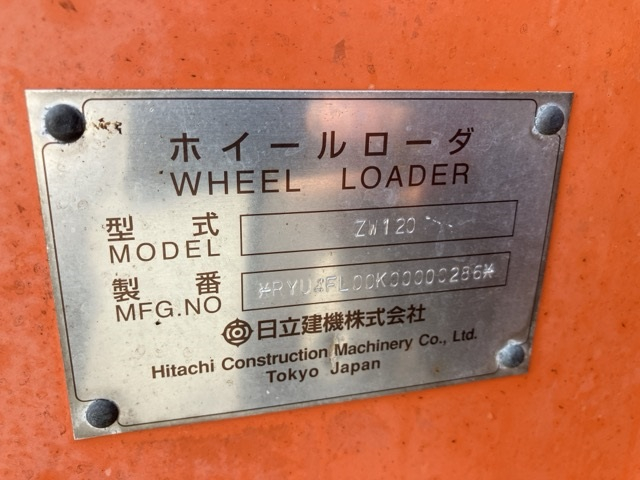 ホイールローダ
WHEEL LOADER
型式 ZW120
MODEL
製番
MFG.NO
日立建機株式会社
Hitachi Construction Machinery Co., Ltd.
Tokyo Japan